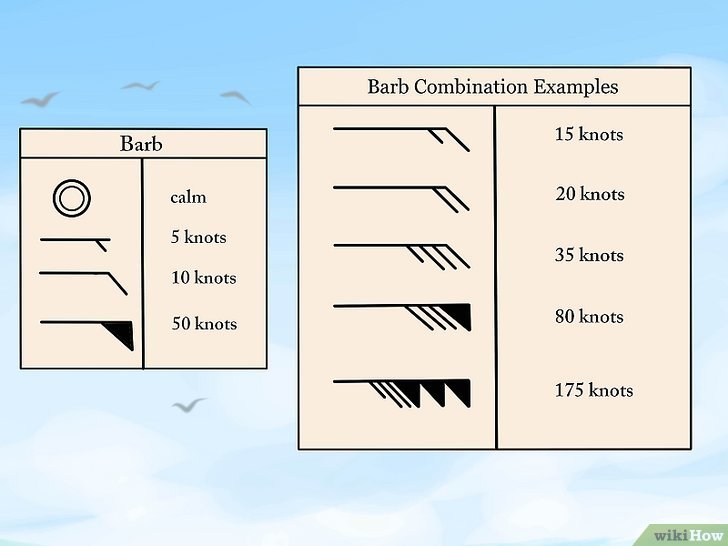 Barb
calm
5 knots
10 knots
50 knots
Barb Combination Examples
15 knots
20 knots
35 knots
80 knots
175 knots
wikiHow